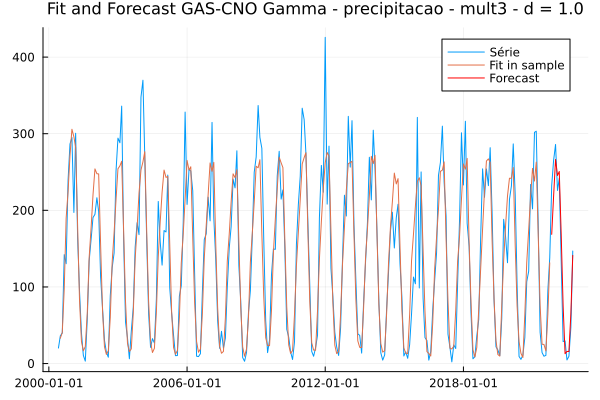 Fit and Forecast GAS-CNO Gamma - precipitacao - mult3 - d = 1.0
Série
Fit in sample
Forecast
400
300
200
100
0
2000-01-01 2006-01-01 2012-01-01 2018-01-01